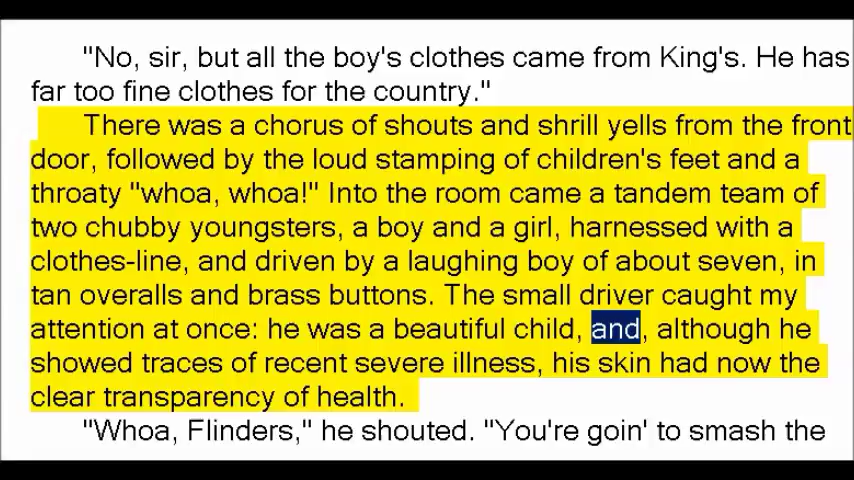 "No, sir, but all the boy's clothes came from King's. He has
far too fine clothes for the country."
There was a chorus of shouts and shrill yells from the front
door, followed by the loud stamping of children's feet and a
throaty "whoa, whoa!" Into the room came a tandem team of
two chubby youngsters, a boy and a girl, harnessed with a
clothes-line, and driven by a laughing boy of about seven, in
tan overalls and brass buttons. The small driver caught my
attention at once: he was a beautiful child, and, although he
showed traces of recent severe illness, his skin had now the
clear transparency of health.
"Whoa, Flinders," he shouted. "You're goin' to smash the